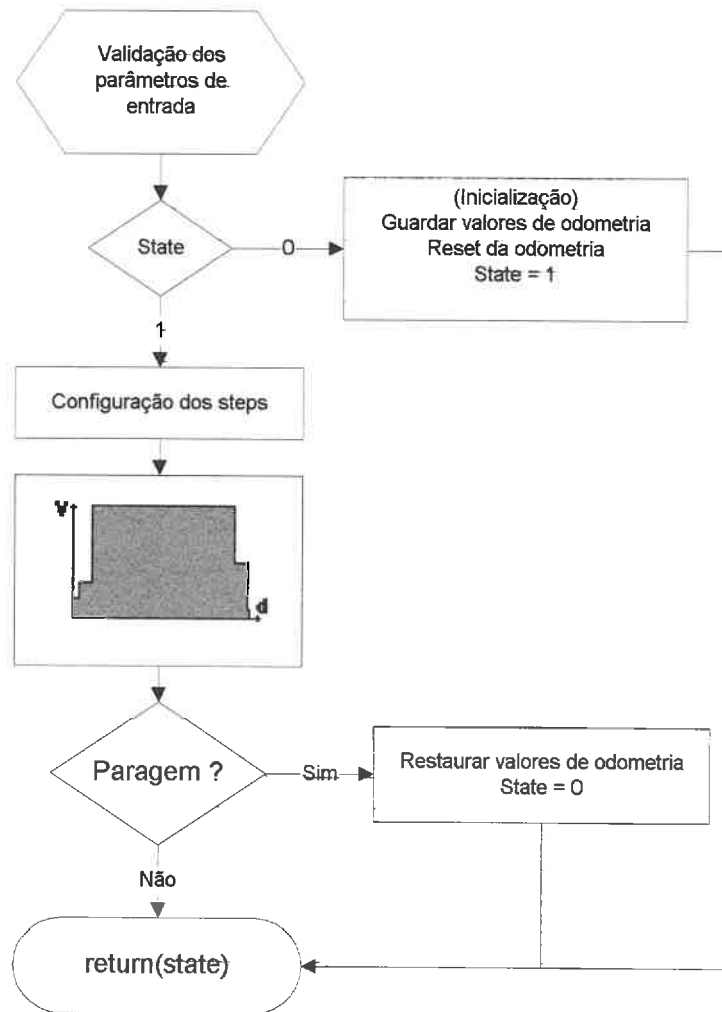 Validação dos
parâmetros de
entrada
State
0
(Inicialização)
Guardar valores de odometria
Reset da odometria
State = 1
1
Configuração dos steps
V
d
Paragem ?
Sim
Restaurar valores de odometria
State = 0
Não
return(state)